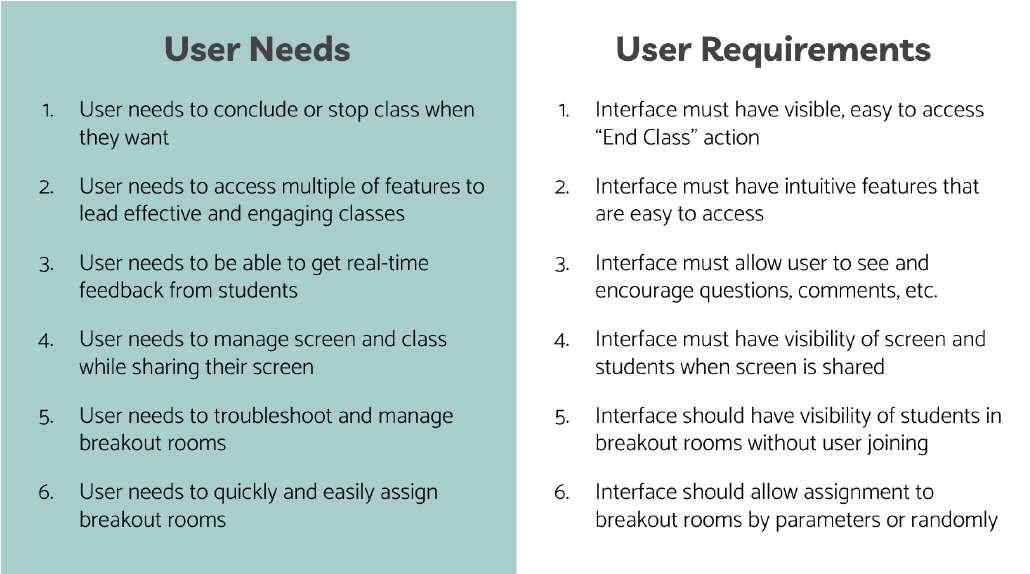 User Needs
1. User needs to conclude or stop class when
they want
2. User needs to access multiple of features to
lead effective and engaging classes
3. User needs to be able to get real-time
feedback from students
4. User needs to manage screen and class
while sharing their screen
5. User needs to troubleshoot and manage
breakout rooms
6. User needs to quickly and easily assign
breakout rooms
User Requirements
1. Interface must have visible, easy to access
“End Class” action
2. Interface must have intuitive features that
are easy to access
3. Interface must allow user to see and
encourage questions, comments, etc.
4. Interface must have visibility of screen and
students when screen is shared
5. Interface should have visibility of students in
breakout rooms without user joining
6. Interface should allow assignment to
breakout rooms by parameters or randomly